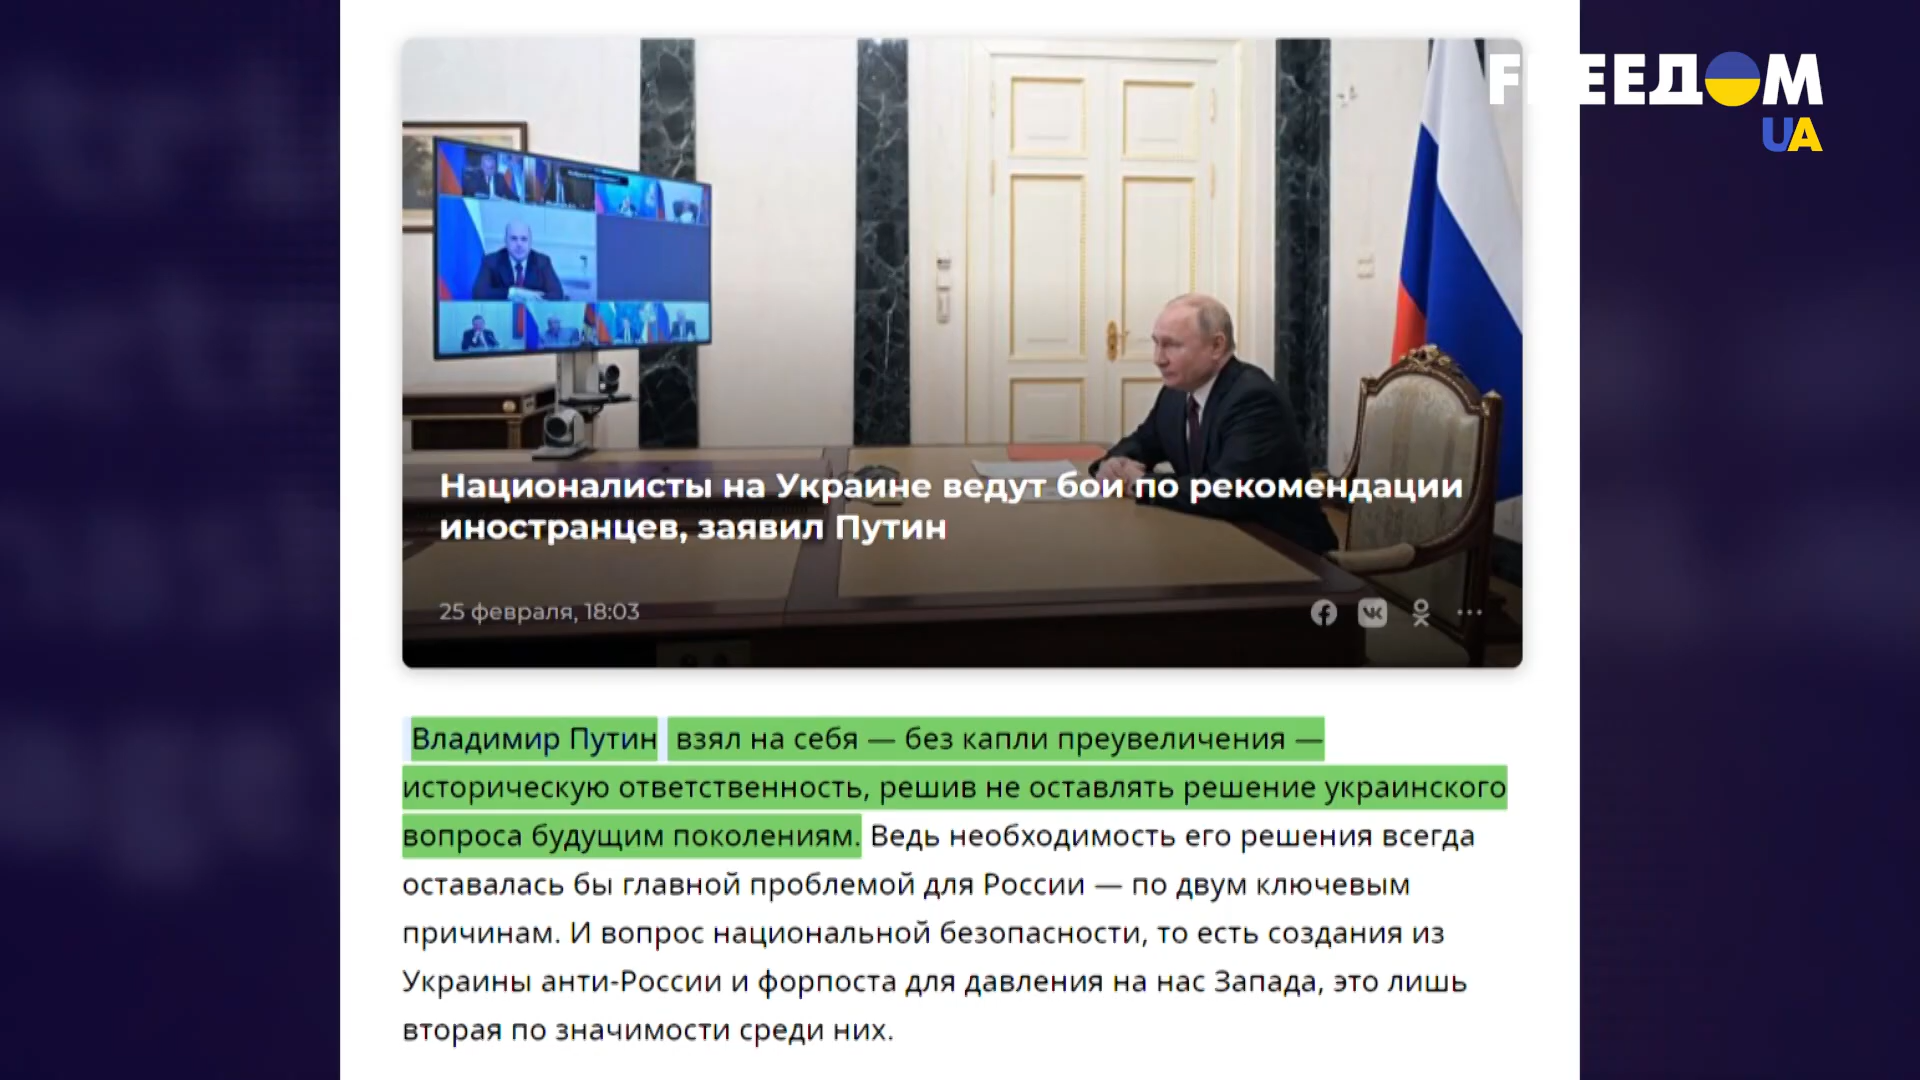 FREEДОМ
UA
Националисты на Украине ведут бои по рекомендации
иностранцев, заявил Путин
25 февраля, 18:03
Владимир Путин взял на себя — без капли преувеличения —
историческую ответственность, решив не оставлять решение украинского
вопроса будущим поколениям. Ведь необходимость его решения всегда
оставалась бы главной проблемой для России — по двум ключевым
причинам. И вопрос национальной безопасности, то есть создания из
Украины анти-России и форпоста для давления на нас Запада, это лишь
вторая по значимости среди них.